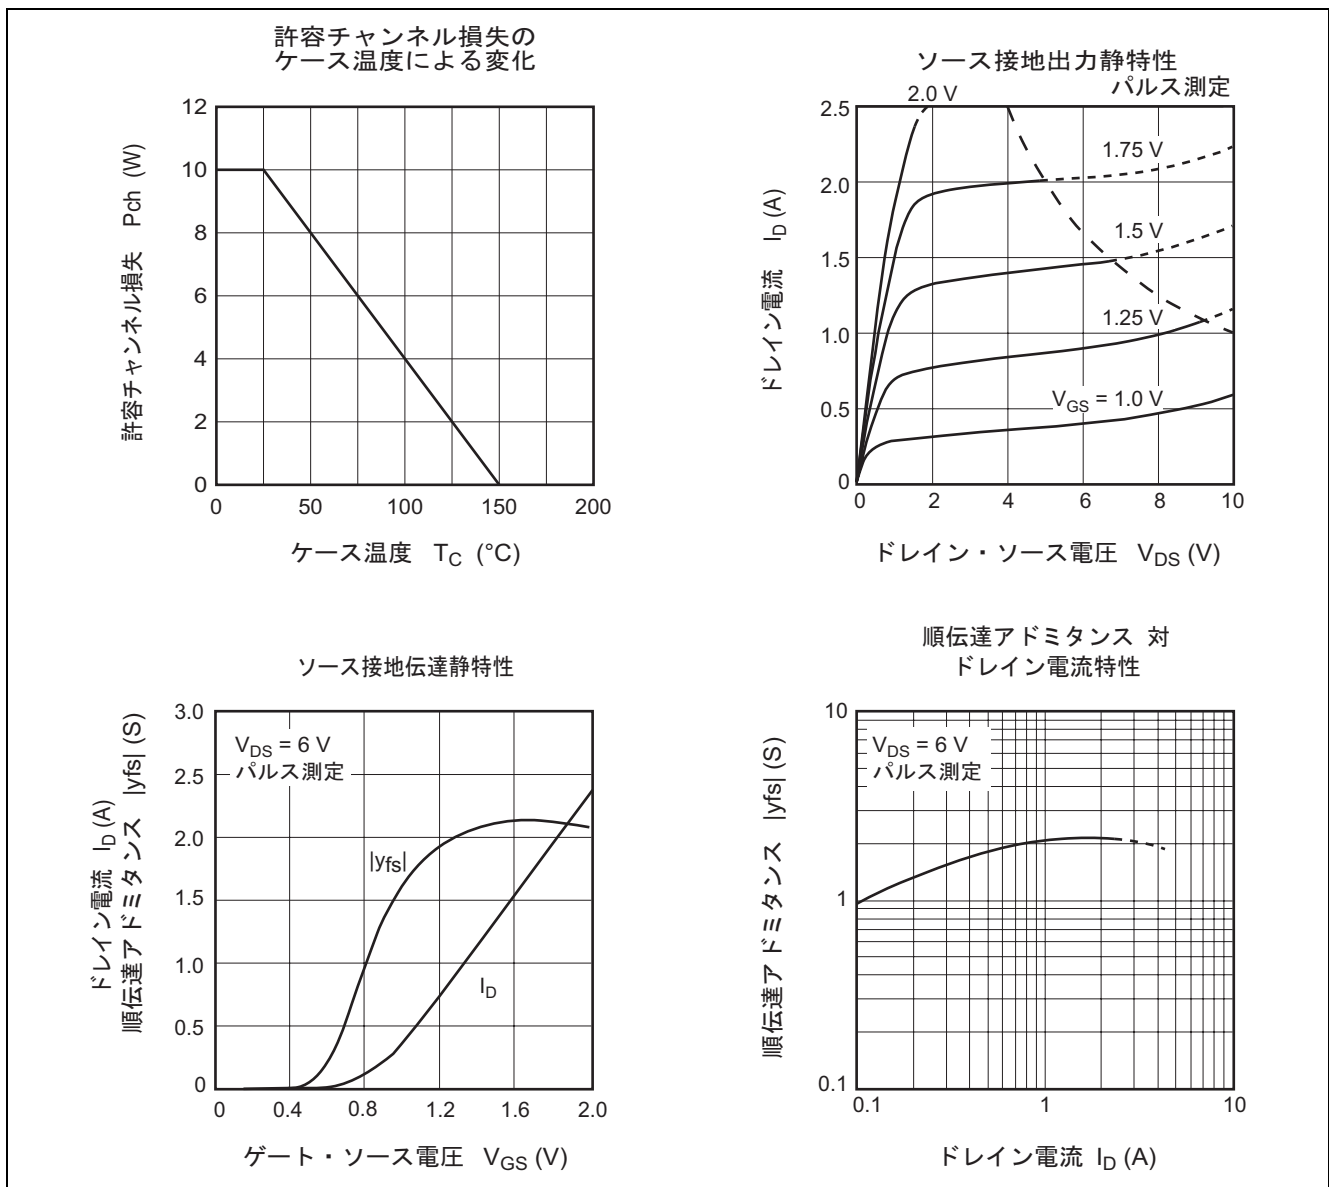 許容チャンネル損失の
ケース温度による変化
12
10
8
6
4
2
0
0
50
100
150
200
許容チャンネル損失 Pch (W)
ケース温度 TC (°C)
ソース接地出力静特性
パルス測定
2.0 V
1.75 V
1.5 V
1.25 V
VGS = 1.0 V
2.5
2.0
1.5
1.0
0.5
0
0
2
4
6
8
10
ドレイン電流 ID (A)
ドレイン・ソース電圧 VDS (V)
ソース接地伝達静特性
VDS = 6 V
パルス測定
|yfs|
ID
3.0
2.5
2.0
1.5
1.0
0.5
0
0
0.4
0.8
1.2
1.6
2.0
ドレイン電流 ID (A)
順伝達アドミタンス |yfs| (S)
ゲート・ソース電圧 VGS (V)
順伝達アドミタンス 対
ドレイン電流特性
VDS = 6 V
パルス測定
10
1
0.1
0.1
1
10
順伝達アドミタンス |yfs| (S)
ドレイン電流 ID (A)